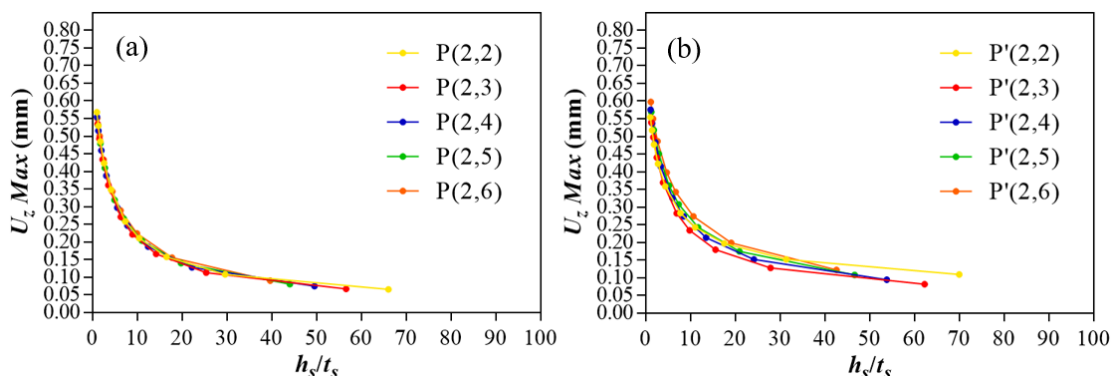 (a)
U_z Max (mm)
0.80
0.75
0.70
0.65
0.60
0.55
0.50
0.45
0.40
0.35
0.30
0.25
0.20
0.15
0.10
0.05
0.00
P(2,2)
P(2,3)
P(2,4)
P(2,5)
P(2,6)
0 10 20 30 40 50 60 70 80 90 100
h_s/t_s
(b)
U_z Max (mm)
0.80
0.75
0.70
0.65
0.60
0.55
0.50
0.45
0.40
0.35
0.30
0.25
0.20
0.15
0.10
0.05
0.00
P'(2,2)
P'(2,3)
P'(2,4)
P'(2,5)
P'(2,6)
0 10 20 30 40 50 60 70 80 90 100
h_s/t_s